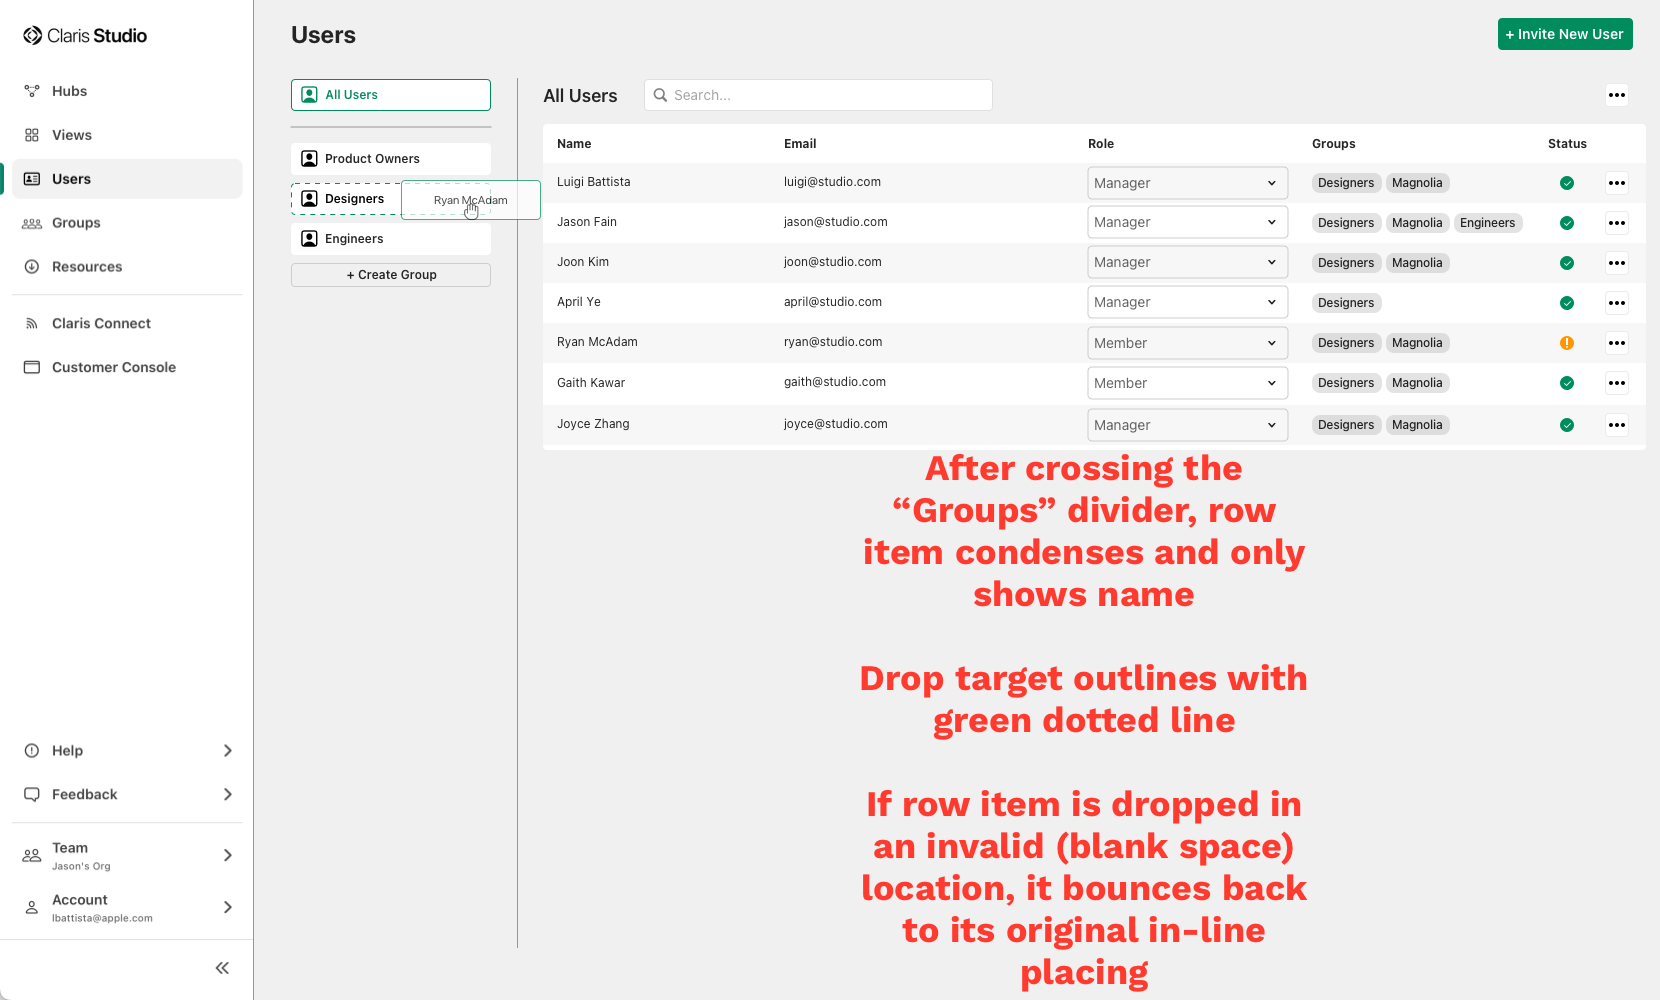 Claris Studio
Hubs
Views
Users
Groups
Resources
Claris Connect
Customer Console
Help
Feedback
Team
Jason's Org
Account
lbattista@apple.com
Users
+ Invite New User
All Users
Product Owners
Designers
Ryan McAdam
Engineers
+ Create Group
All Users
Search...
Name Email Role Groups Status
Luigi Battista luigi@studio.com Manager Designers Magnolia
Jason Fain jason@studio.com Manager Designers Magnolia Engineers
Joon Kim joon@studio.com Manager Designers Magnolia
April Ye april@studio.com Manager Designers
Ryan McAdam ryan@studio.com Member Designers Magnolia
Gaith Kawar gaith@studio.com Member Designers Magnolia
Joyce Zhang joyce@studio.com Manager Designers Magnolia
After crossing the
“Groups” divider, row
item condenses and only
shows name
Drop target outlines with
green dotted line
If row item is dropped in
an invalid (blank space)
location, it bounces back
to its original in-line
placing